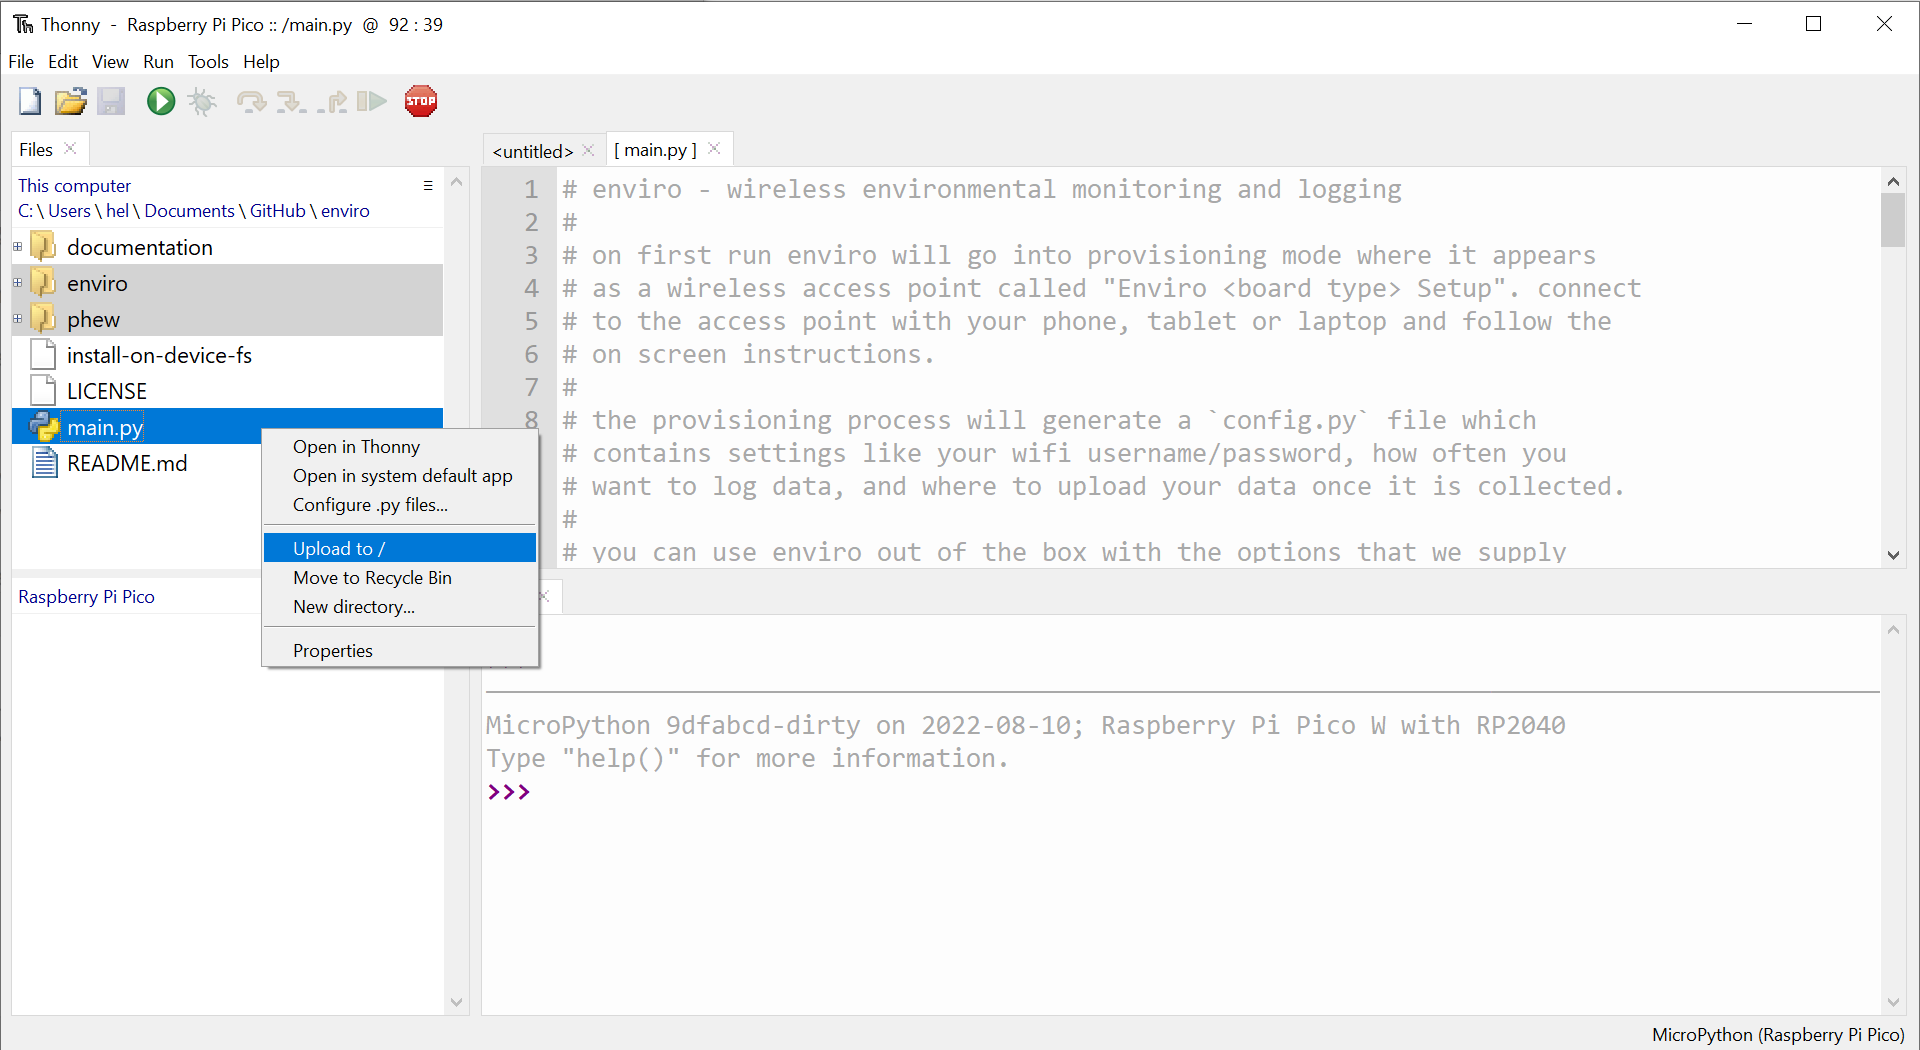 Thonny - Raspberry Pi Pico :: /main.py @ 92 : 39
File Edit View Run Tools Help
STOP
Files
<untitled> [ main.py ]
This computer
C: \ Users \ hel \ Documents \ GitHub \ enviro
documentation
enviro
phew
install-on-device-fs
LICENSE
main.py
README.md
Open in Thonny
Open in system default app
Configure .py files...
Upload to /
Move to Recycle Bin
New directory...
Properties
1 # enviro - wireless environmental monitoring and logging
2 #
3 # on first run enviro will go into provisioning mode where it appears
4 # as a wireless access point called "Enviro <board type> Setup". connect
5 # to the access point with your phone, tablet or laptop and follow the
6 # on screen instructions.
7 #
8 # the provisioning process will generate a `config.py` file which
# contains settings like your wifi username/password, how often you
# want to log data, and where to upload your data once it is collected.
#
# you can use enviro out of the box with the options that we supply
Raspberry Pi Pico
MicroPython 9dfabcd-dirty on 2022-08-10; Raspberry Pi Pico W with RP2040
Type "help()" for more information.
>>>
MicroPython (Raspberry Pi Pico)